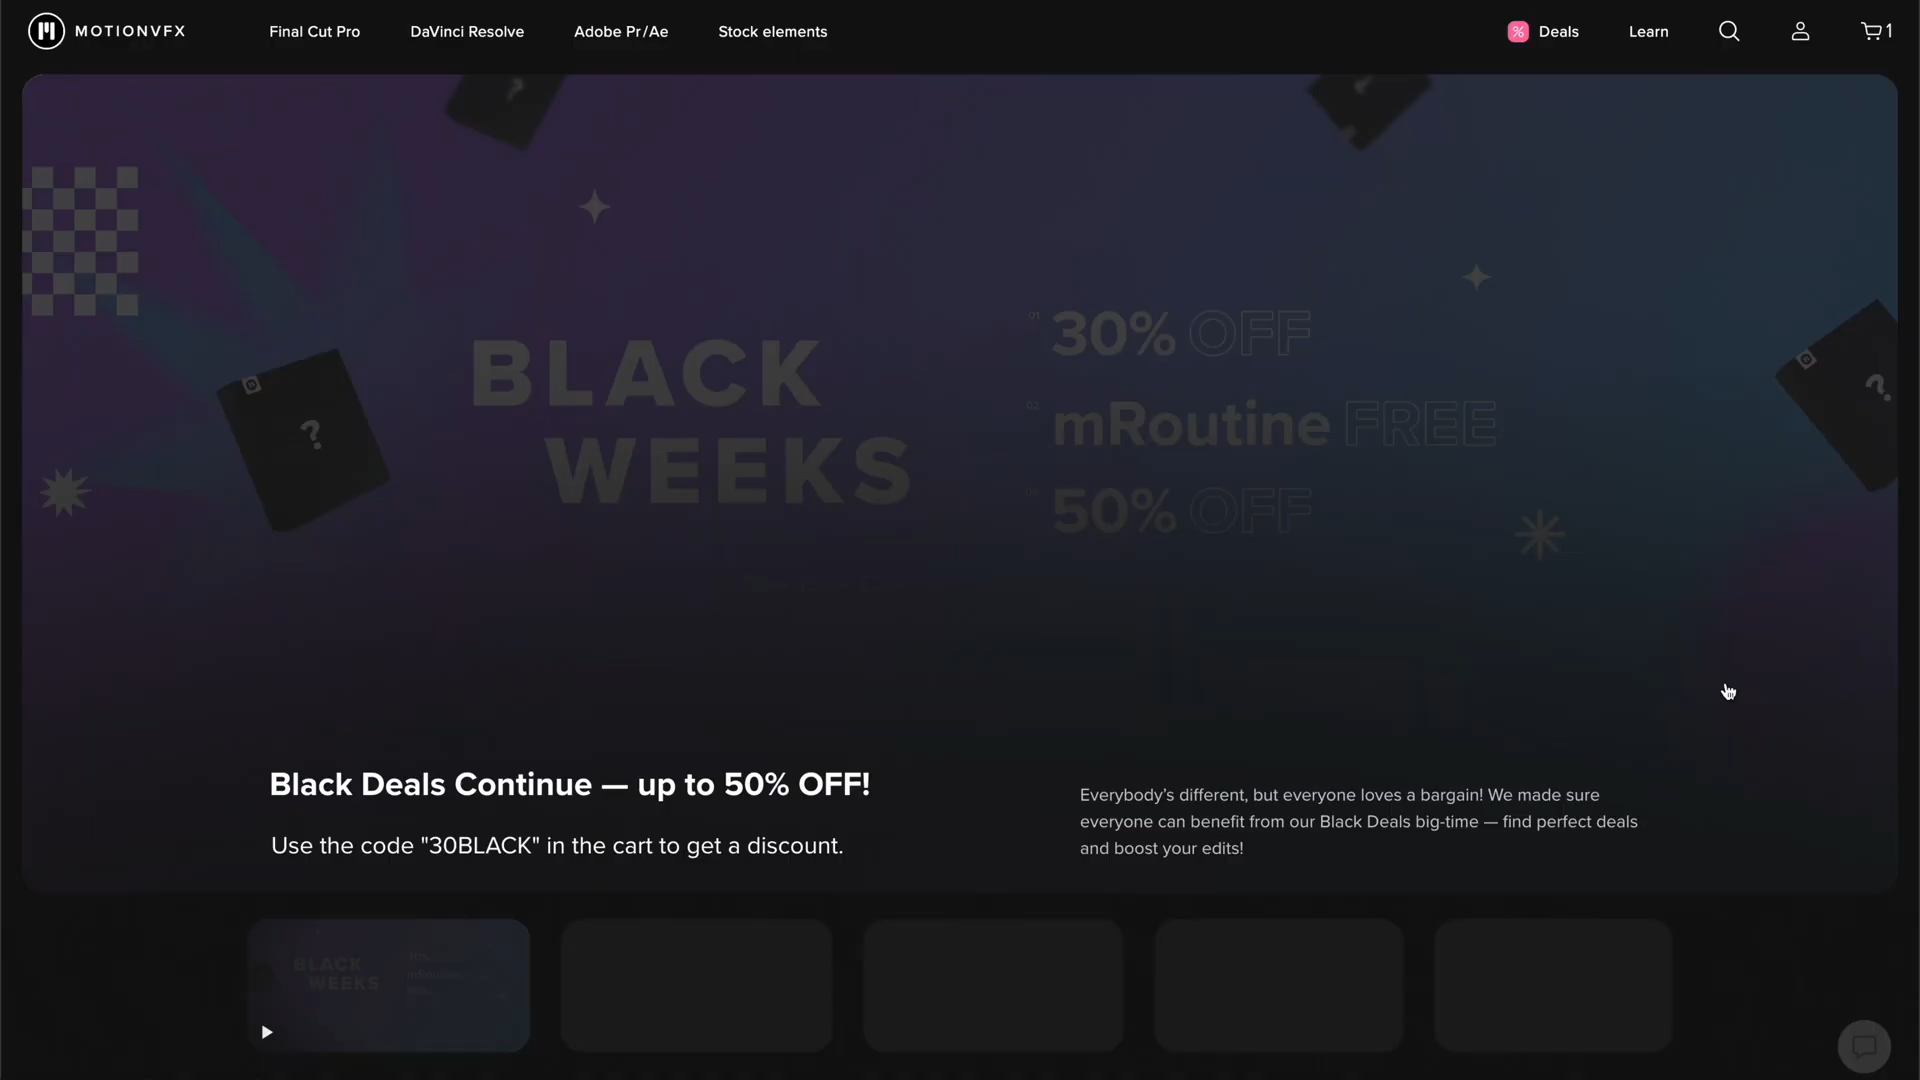 MOTIONVFX
Final Cut Pro
DaVinci Resolve
Adobe Pr/Ae
Stock elements
%
Deals
Learn
1
?
?
BLACK
WEEKS
01
30% OFF
02
mRoutine FREE
50% OFF
?
?
Black Deals Continue — up to 50% OFF!
Use the code "30BLACK" in the cart to get a discount.
Everybody’s different, but everyone loves a bargain! We made sure
everyone can benefit from our Black Deals big-time — find perfect deals
and boost your edits!
BLACK
WEEKS